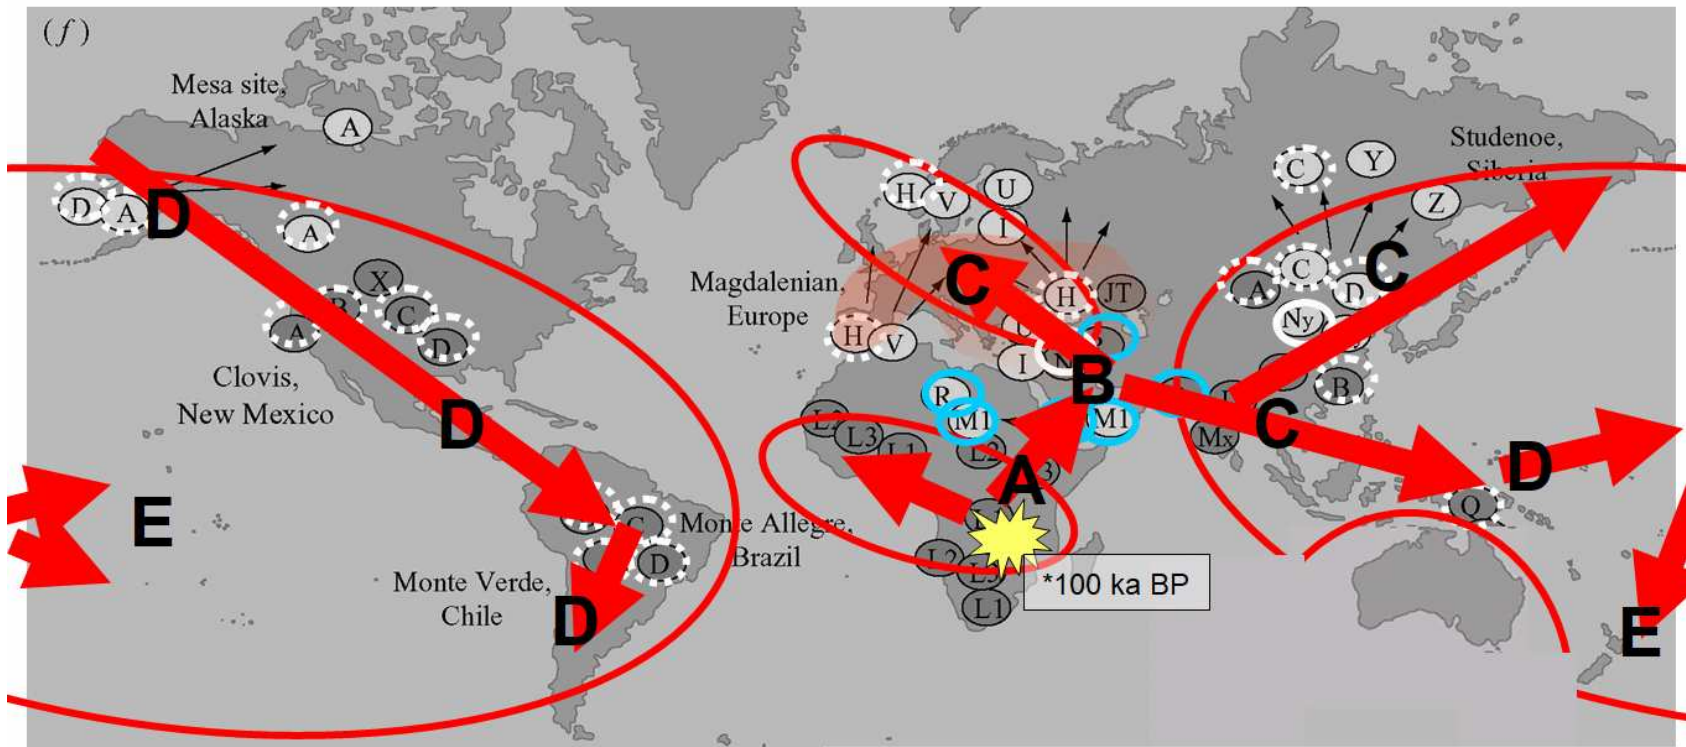 (f)
Mesa site,
Alaska
A
D
A
D
A
X
B
A
C
D
Clovis,
New Mexico
D
E
C
D
Monte Allegre,
Brazil
Monte Verde,
Chile
D
H
V
U
I
Magdalenian,
Europe
C
H
JT
H
V
I
N
B
R
M1
M1
L3
L1
L2
A
L2
L1
*100 ka BP
Studenoe,
Siberia
C
Y
Z
A
C
D
C
Ny
B
Mx
C
D
Q
E